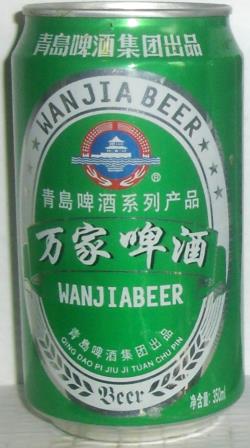 青島啤酒集团出品
WANJIA BEER
®
青島啤酒系列产品
万家啤酒
WANJIABEER
青島啤酒集团出品
QING DAO PI JIU JI TUAN CHU PIN
Beer
净含量: 350ml